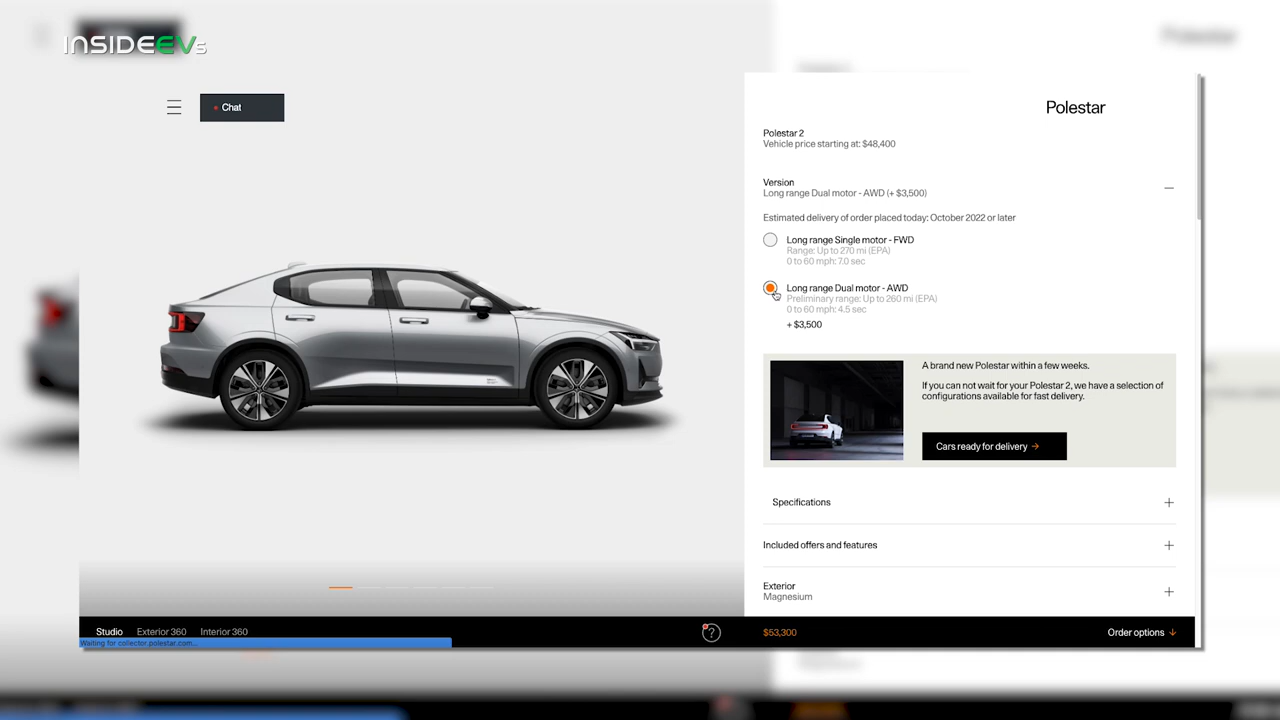 INSIDEEVs
Polestar
Chat
Polestar
Polestar 2
Vehicle price starting at: $48,400
Version
Long range Dual motor - AWD (+ $3,500)
Estimated delivery of order placed today: October 2022 or later
Long range Single motor - FWD
Range: Up to 270 mi (EPA)
0 to 60 mph: 7.0 sec
Long range Dual motor - AWD
Preliminary range: Up to 260 mi (EPA)
0 to 60 mph: 4.5 sec
+ $3,500
A brand new Polestar within a few weeks.
If you can not wait for your Polestar 2, we have a selection of
configurations available for fast delivery.
Cars ready for delivery →
Specifications
Included offers and features
Exterior
Magnesium
Studio Exterior 360 Interior 360
?
$53,300
Order options ↓
Waiting for collector.polestar.com...